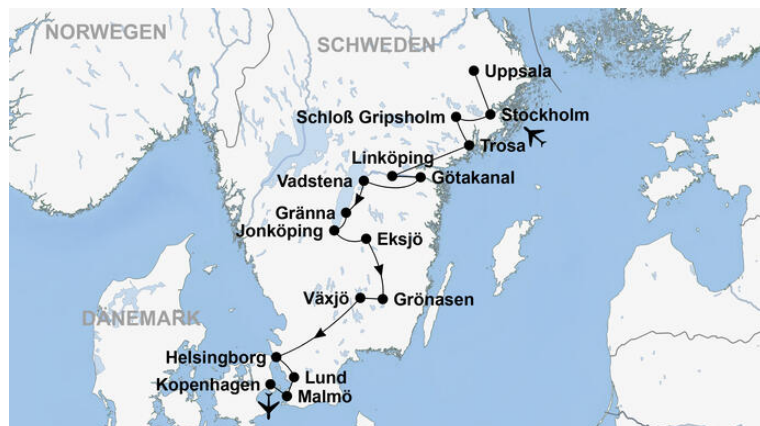 NORWEGEN
SCHWEDEN
Uppsala
Schloß Gripsholm
Stockholm
Trosa
Linköping
Vadstena
Götakanal
Gränna
Jonköping
Eksjö
Växjö
Grönasen
DÄNEMARK
Helsingborg
Kopenhagen
Lund
Malmö